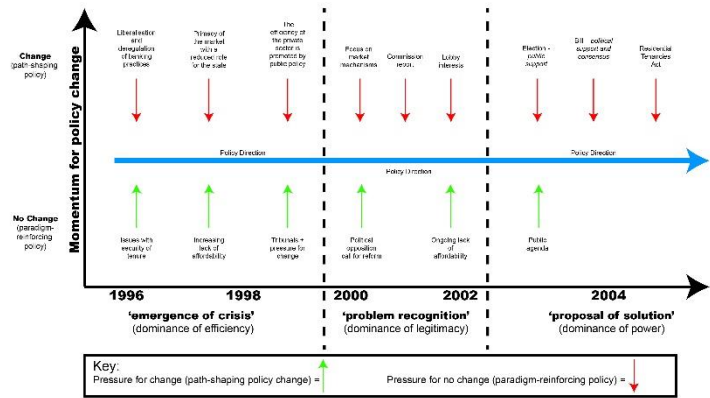 Momentum for policy change
Change
(path-shaping
policy)
No Change
(paradigm-
reinforcing
policy)
Liberalisation and
deregulation
of banking
practices
Primacy of
the market
with a
reduced role
for the state
The
efficiency of
the private
sector is
promoted by
public policy
Focus on
market
mechanisms
Commission
report
Lobby
interests
Election -
public
support
Bill – political
support and
consensus
Residential
Tenancies
Act
Policy Direction
Policy Direction
Policy Direction
Issues with
security of
tenure
Increasing
lack of
affordability
Tribunals +
pressure for
change
Political
opposition
call for reform
Ongoing lack
of
affordability
Public
agenda
1996
1998
2000
2002
2004
‘emergence of crisis’
(dominance of efficiency)
‘problem recognition’
(dominance of legitimacy)
‘proposal of solution’
(dominance of power)
Key:
Pressure for change (path-shaping policy change) =
Pressure for no change (paradigm-reinforcing policy) =